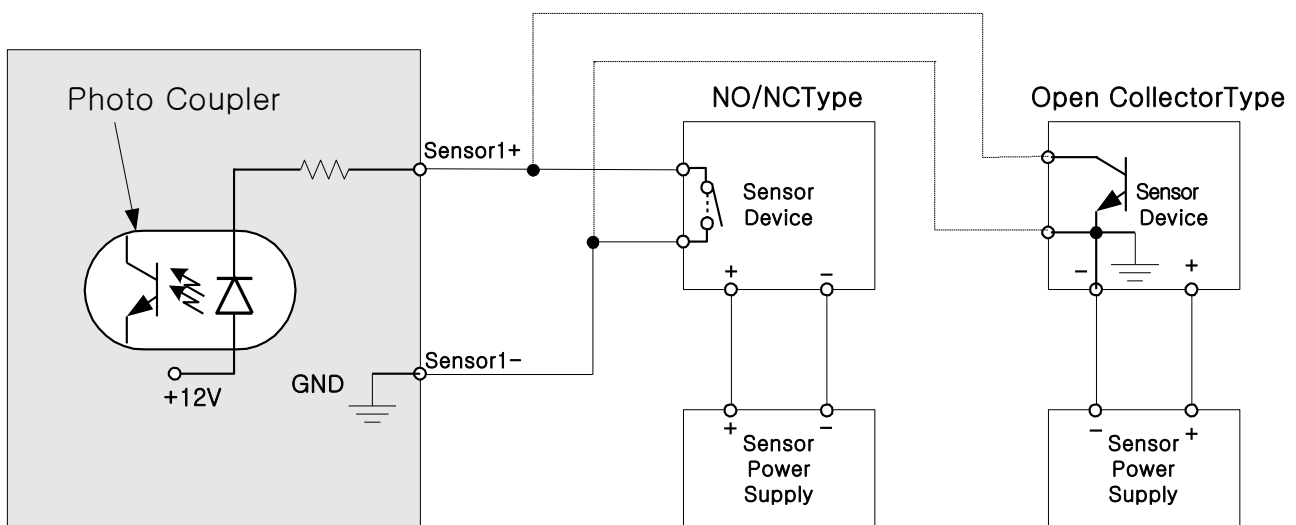 Photo Coupler
+12V
GND
Sensor1+
Sensor1-
NO/NCType
Sensor
Device
+
-
+
-
Sensor
Power
Supply
Open CollectorType
Sensor
Device
-
+
-
+
Sensor
Power
Supply